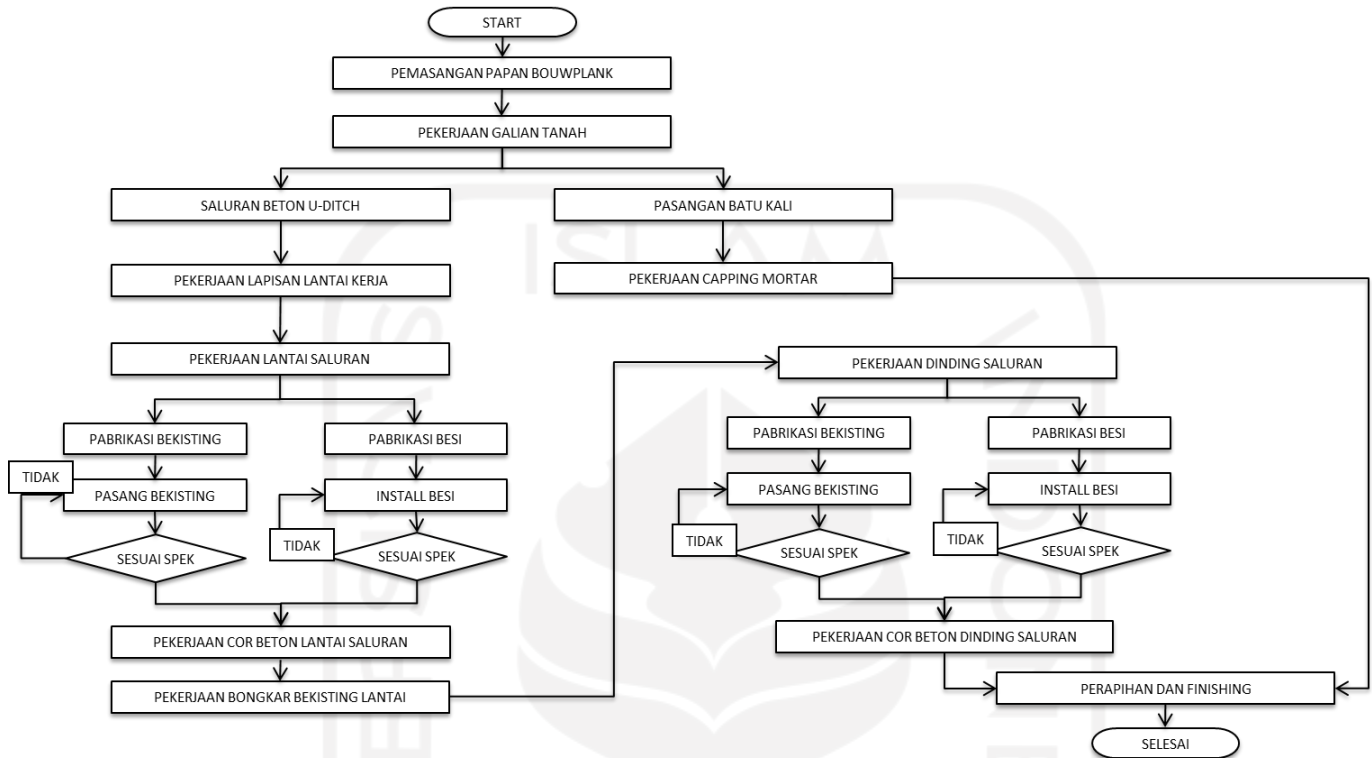 START
PEMASANGAN PAPAN BOUWPLANK
PEKERJAAN GALIAN TANAH
SALURAN BETON U-DITCH
PASANGAN BATU KALI
PEKERJAAN LAPISAN LANTAI KERJA
PEKERJAAN CAPPING MORTAR
PEKERJAAN LANTAI SALURAN
PABRIKASI BEKISTING
PABRIKASI BESI
TIDAK
PASANG BEKISTING
INSTALL BESI
TIDAK
SESUAI SPEK
SESUAI SPEK
PEKERJAAN COR BETON LANTAI SALURAN
PEKERJAAN BONGKAR BEKISTING LANTAI
PEKERJAAN DINDING SALURAN
PABRIKASI BEKISTING
PABRIKASI BESI
PASANG BEKISTING
INSTALL BESI
TIDAK
SESUAI SPEK
TIDAK
SESUAI SPEK
PEKERJAAN COR BETON DINDING SALURAN
PERAPIHAN DAN FINISHING
SELESAI
ISLAM